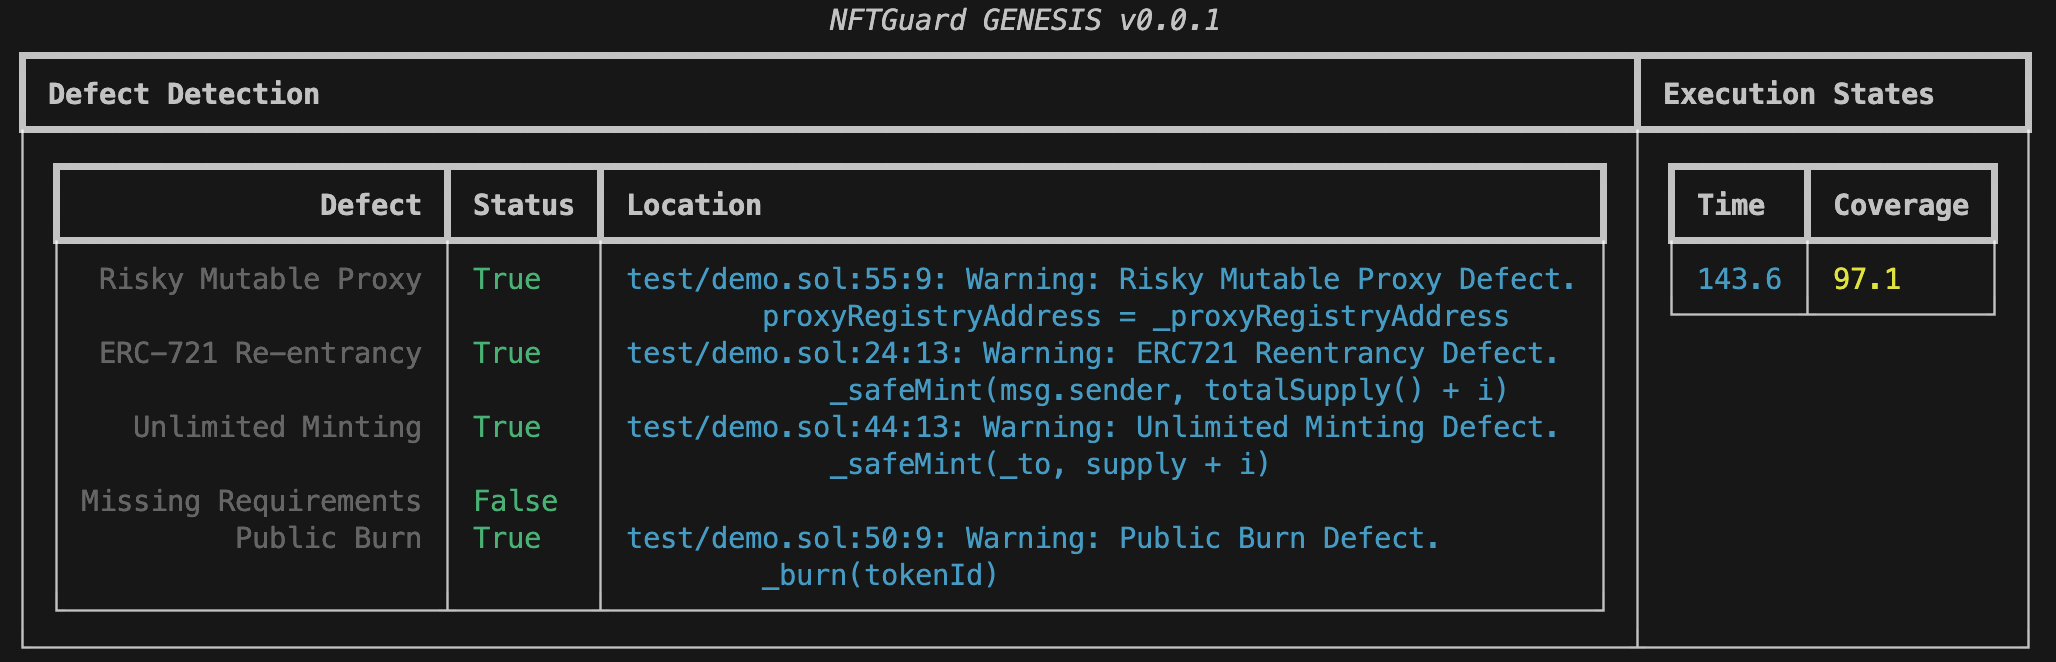 NFTGuard GENESIS v0.0.1
Defect Detection
Execution States
Defect Status Location
Time Coverage
Risky Mutable Proxy True test/demo.sol:55:9: Warning: Risky Mutable Proxy Defect.
proxyRegistryAddress = _proxyRegistryAddress
ERC-721 Re-entrancy True test/demo.sol:24:13: Warning: ERC721 Reentrancy Defect.
_safeMint(msg.sender, totalSupply() + i)
Unlimited Minting True test/demo.sol:44:13: Warning: Unlimited Minting Defect.
_safeMint(_to, supply + i)
Missing Requirements False
Public Burn True test/demo.sol:50:9: Warning: Public Burn Defect.
_burn(tokenId)
143.6 97.1